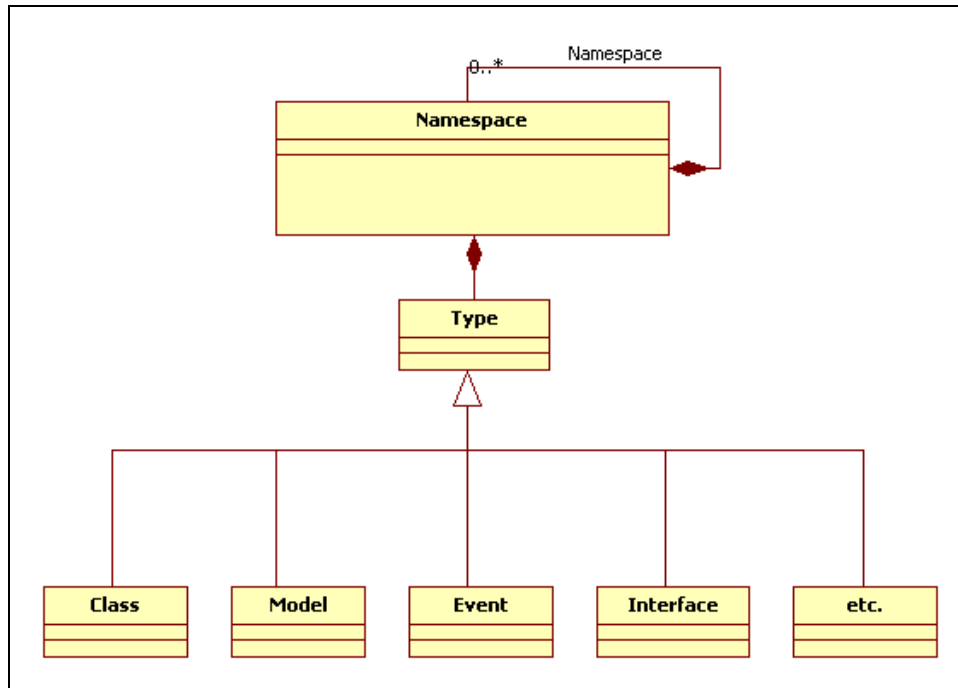 Namespace
0..*
Namespace
Type
Class
Model
Event
Interface
etc.